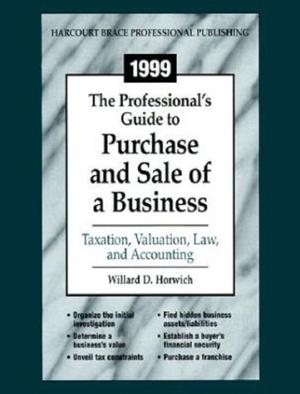 HARCOURT BRACE PROFESSIONAL PUBLISHING
1999
The Professional's
Guide to
Purchase
and Sale of
a Business
Taxation, Valuation, Law,
and Accounting
Willard D. Horwich
• Organize the initial
investigation
• Determine a
business's value
• Unveil tax constraints
• Find hidden business
assets/liabilities
• Establish a buyer's
financial security
• Purchase a franchise